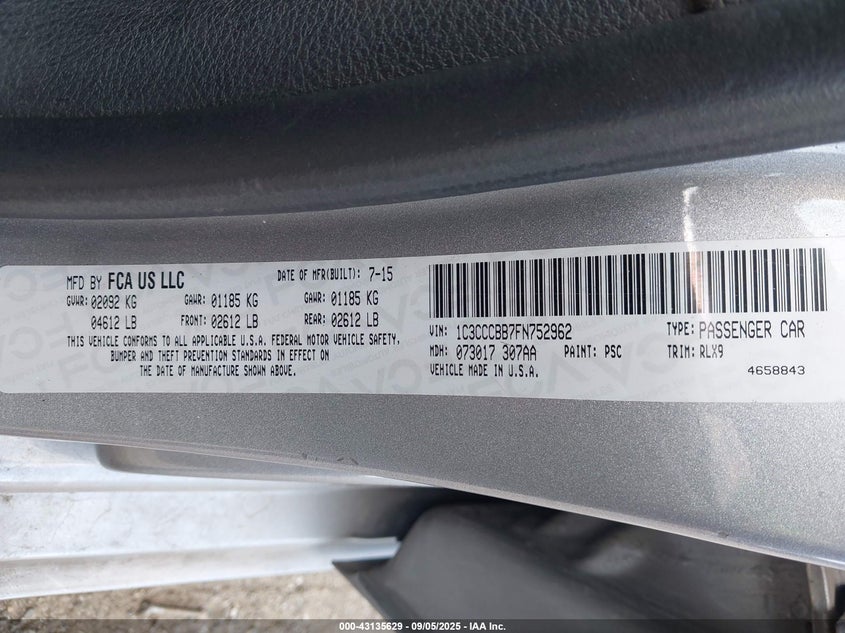 MFD BY FCA US LLC
DATE OF MFR(BUILT): 7-15
GVWR: 02092 KG GAWR: 01185 KG GAWR: 01185 KG
04612 LB FRONT: 02612 LB REAR: 02612 LB
THIS VEHICLE CONFORMS TO ALL APPLICABLE U.S.A. FEDERAL MOTOR VEHICLE SAFETY,
BUMPER AND THEFT PREVENTION STANDARDS IN EFFECT ON
THE DATE OF MANUFACTURE SHOWN ABOVE.
VIN: 1C3CCCBB7FN752962 TYPE: PASSENGER CAR
MDH: 073017 307AA PAINT: PSC TRIM: RLX9
VEHICLE MADE IN U.S.A. 4658843
000-43135629 - 09/05/2025 - IAA Inc.